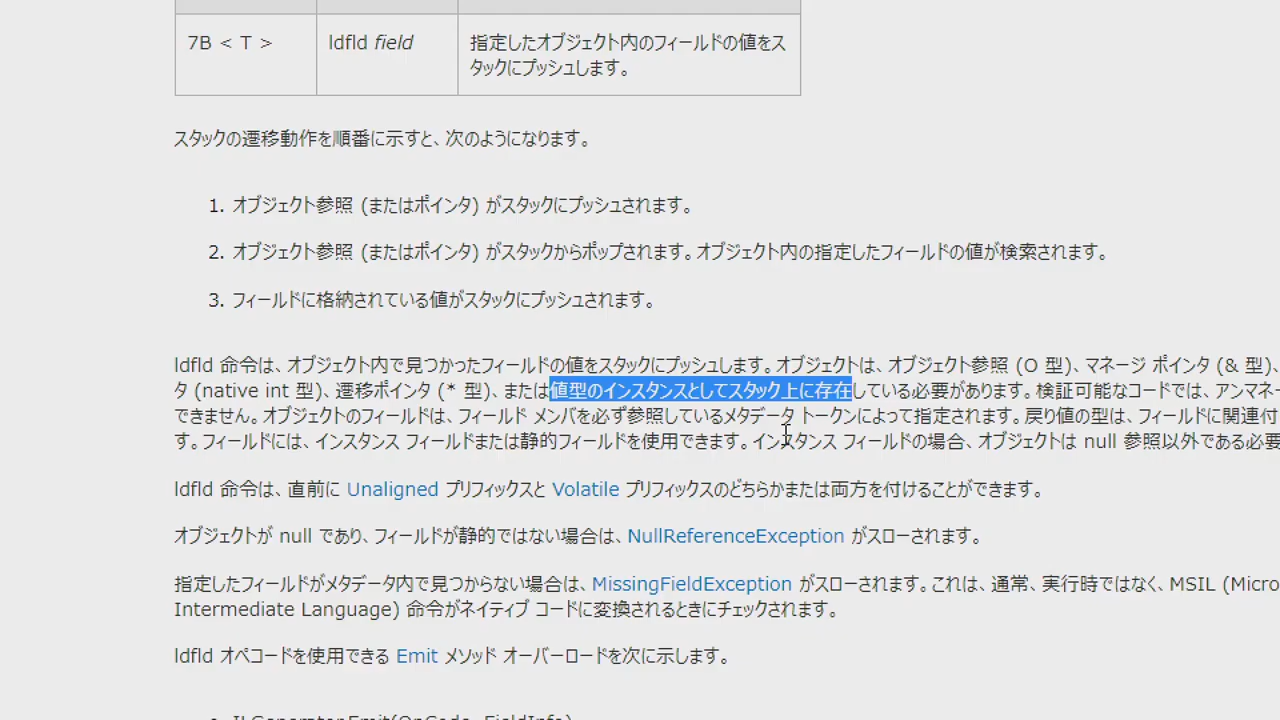 7B < T >
ldfld field
指定したオブジェクト内のフィールドの値をス
タックにプッシュします。
スタックの遷移動作を順番に示すと、次のようになります。
1. オブジェクト参照 (またはポインタ) がスタックにプッシュされます。
2. オブジェクト参照 (またはポインタ) がスタックからポップされます。オブジェクト内の指定したフィールドの値が検索されます。
3. フィールドに格納されている値がスタックにプッシュされます。
ldfld 命令は、オブジェクト内で見つかったフィールドの値をスタックにプッシュします。オブジェクトは、オブジェクト参照 (O 型)、マネージ ポインタ (& 型)、
タ (native int 型)、遷移ポインタ (* 型)、または値型のインスタンスとしてスタック上に存在している必要があります。検証可能なコードでは、アンマネー
できません。オブジェクトのフィールドは、フィールド メンバを必ず参照しているメタデータ トークンによって指定されます。戻り値の型は、フィールドに関連付
す。フィールドには、インスタンス フィールドまたは静的フィールドを使用できます。インスタンス フィールドの場合、オブジェクトは null 参照以外である必要
ldfld 命令は、直前に Unaligned プリフィックスと Volatile プリフィックスのどちらかまたは両方を付けることができます。
オブジェクトが null であり、フィールドが静的ではない場合は、NullReferenceException がスローされます。
指定したフィールドがメタデータ内で見つからない場合は、MissingFieldException がスローされます。これは、通常、実行時ではなく、MSIL (Micro
Intermediate Language) 命令がネイティブ コードに変換されるときにチェックされます。
ldfld オペコードを使用できる Emit メソッド オーバーロードを次に示します。
ILGenerator.Emit(OpCode, FieldInfo)